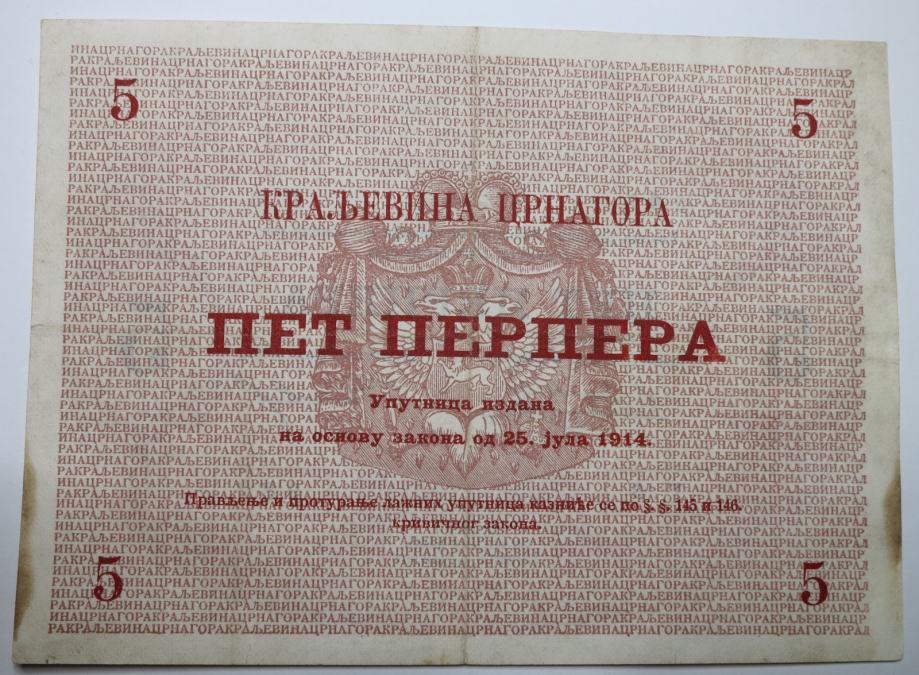 5 5
КРАЉЕВИНА ЦРНАГОРА
ПЕТ ПЕРПЕРА
Упутница издана
на основу закона од 25. јула 1914.
Прављење и протурање лажних упутница казниће се по §. §. 145 и 146.
кривичног закона.
5 5